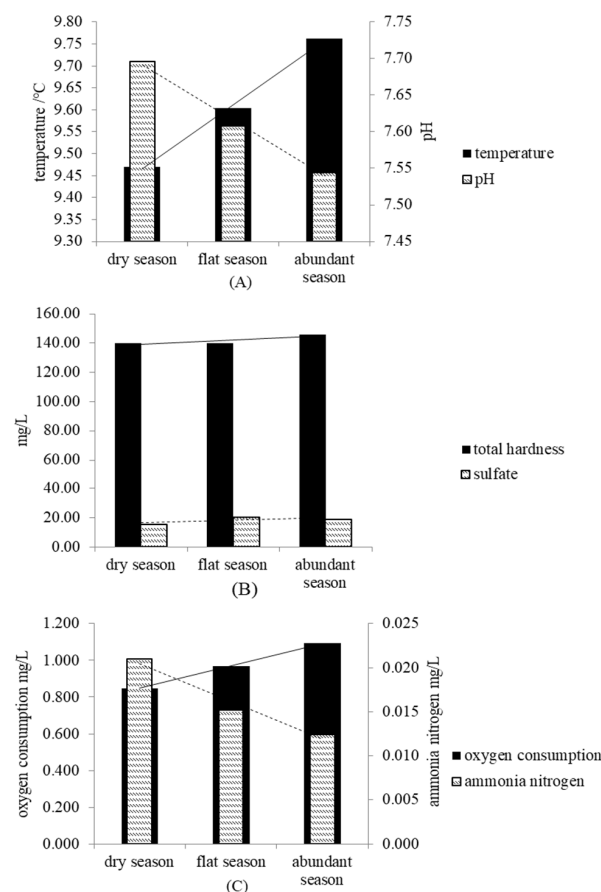 9.80
9.75
9.70
9.65
9.60
9.55
9.50
9.45
9.40
9.35
9.30
temperature /°C
7.75
7.70
7.65
7.60
7.55
7.50
7.45
pH
temperature
pH
dry season
flat season
abundant
season
(A)
160.00
140.00
120.00
100.00
80.00
60.00
40.00
20.00
0.00
mg/L
total hardness
sulfate
dry season
flat season
abundant
season
(B)
1.200
1.000
0.800
0.600
0.400
0.200
0.000
oxygen consumption mg/L
0.025
0.020
0.015
0.010
0.005
0.000
ammonia nitrogen mg/L
oxygen consumption
ammonia nitrogen
dry season
flat season
abundant
season
(C)